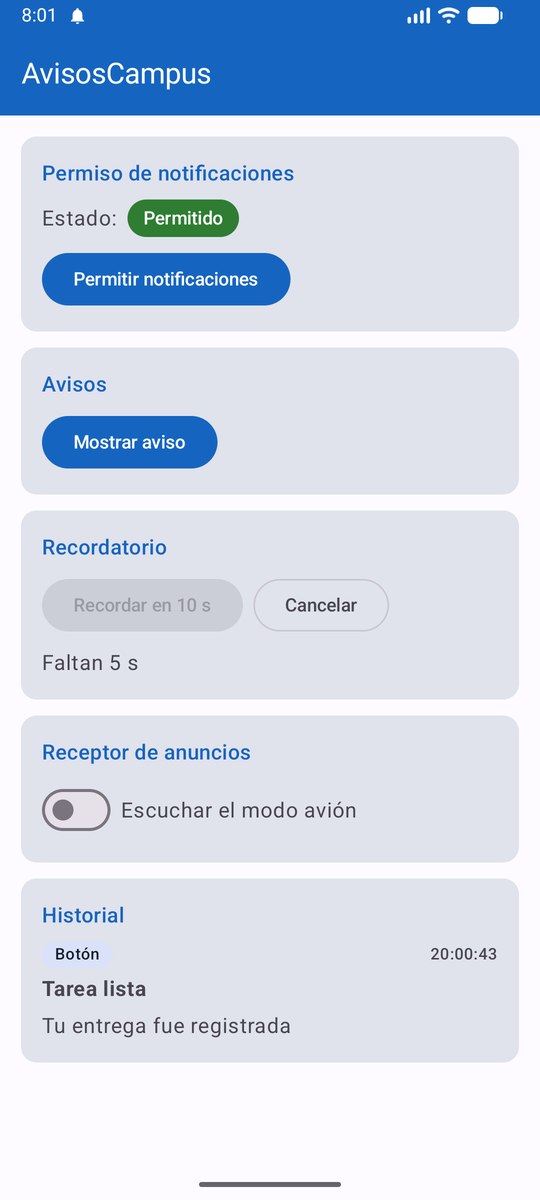 8:01
AvisosCampus
Permiso de notificaciones
Estado: Permitido
Permitir notificaciones
Avisos
Mostrar aviso
Recordatorio
Recordar en 10 s Cancelar
Faltan 5 s
Receptor de anuncios
Escuchar el modo avión
Historial
Botón 20:00:43
Tarea lista
Tu entrega fue registrada